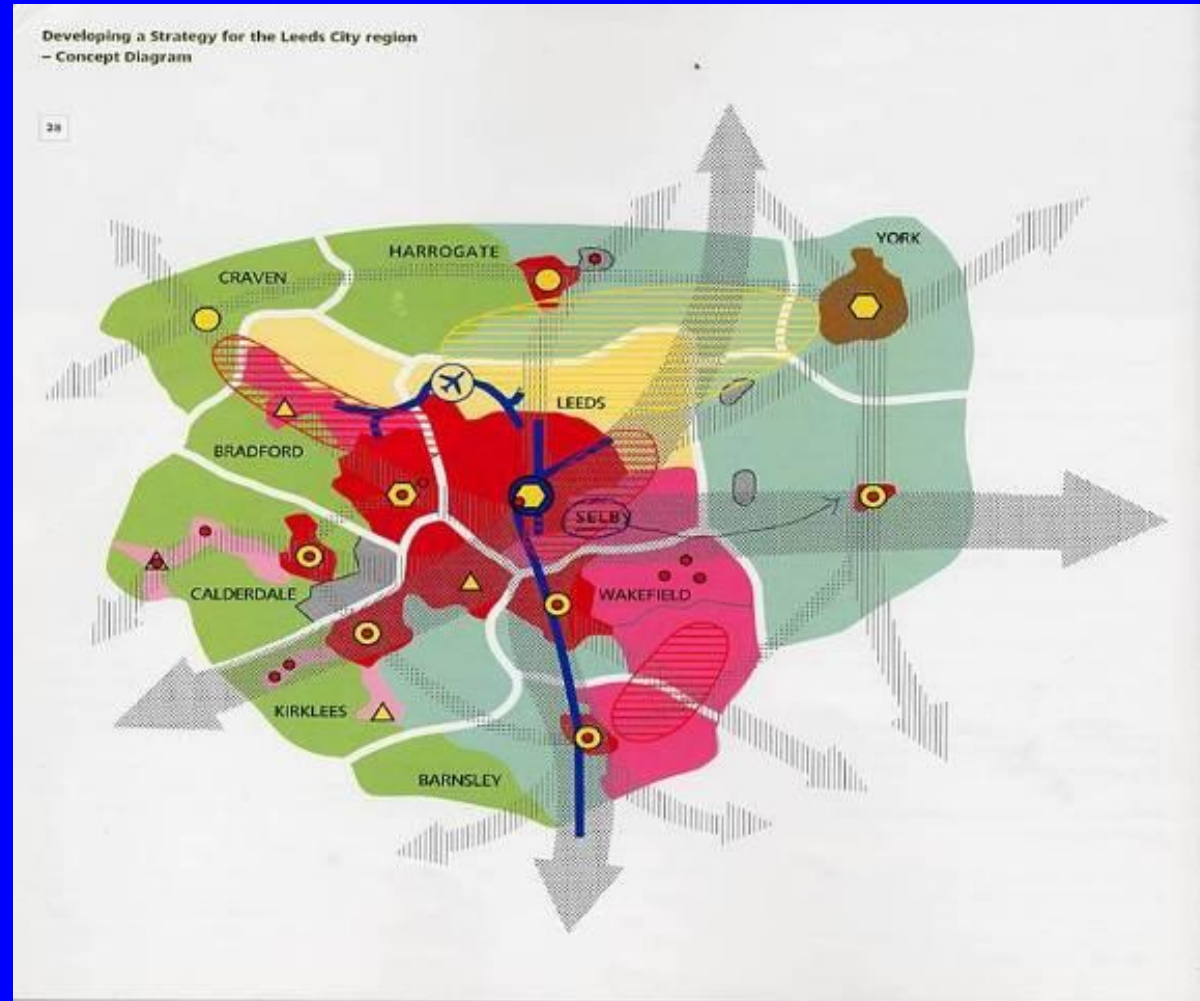 Developing a Strategy for the Leeds City region
– Concept Diagram
28
YORK
HARROGATE
CRAVEN
LEEDS
BRADFORD
SELBY
CALDERDALE
WAKEFIELD
KIRKLEES
BARNSLEY